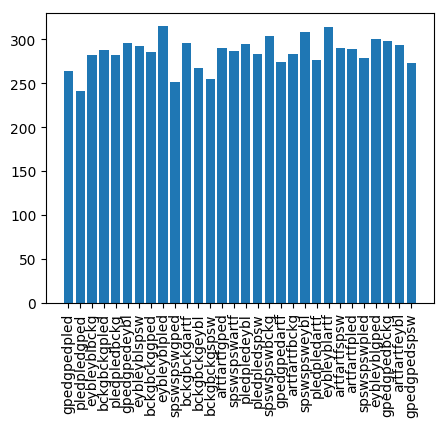 300
250
200
150
100
50
0
gpedgpedpled
pledpledgped
eybleyblbckg
bckgbckgpled
pledpledbckg
gpedgpedeybl
eybleyblspsw
bckgbckggped
eybleyblpled
spswspswgped
bckgbckgartf
bckgbckgeybl
bckgbckgspsw
artfartfgped
spswspswartf
pledpledeybl
pledpledspsw
spswspswbckg
gpedgpedartf
artfartfbckg
spswspsweybl
pledpledartf
eybleyblartf
artfartfspsw
artfartfpled
spswspswpled
eybleyblgped
gpedgpedbckg
artfartfeybl
gpedgpedspsw